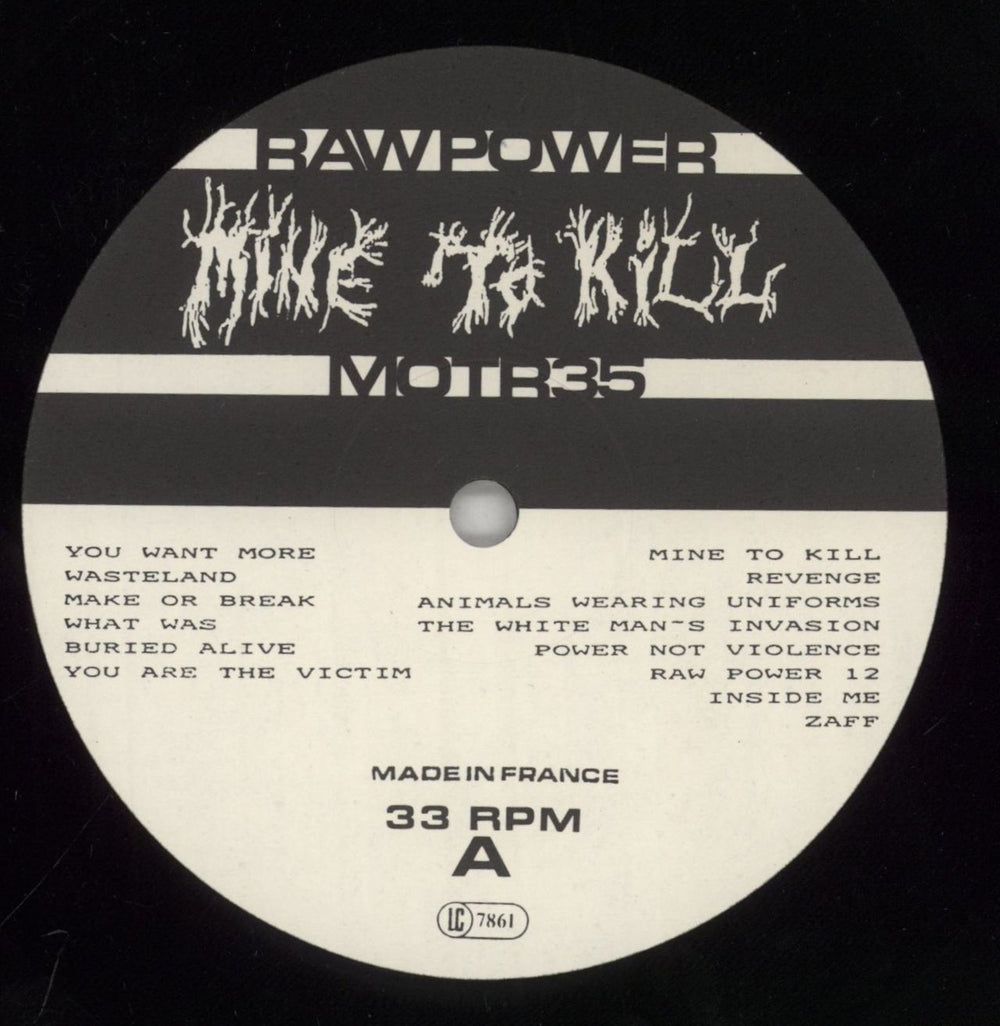 RAW POWER
MINE TO KILL
MOTR35
YOU WANT MORE
WASTELAND
MAKE OR BREAK
WHAT WAS
BURIED ALIVE
YOU ARE THE VICTIM
MINE TO KILL
REVENGE
ANIMALS WEARING UNIFORMS
THE WHITE MAN~S INVASION
POWER NOT VIOLENCE
RAW POWER 12
INSIDE ME
ZAFF
MADE IN FRANCE
33 RPM
A
LC 7861